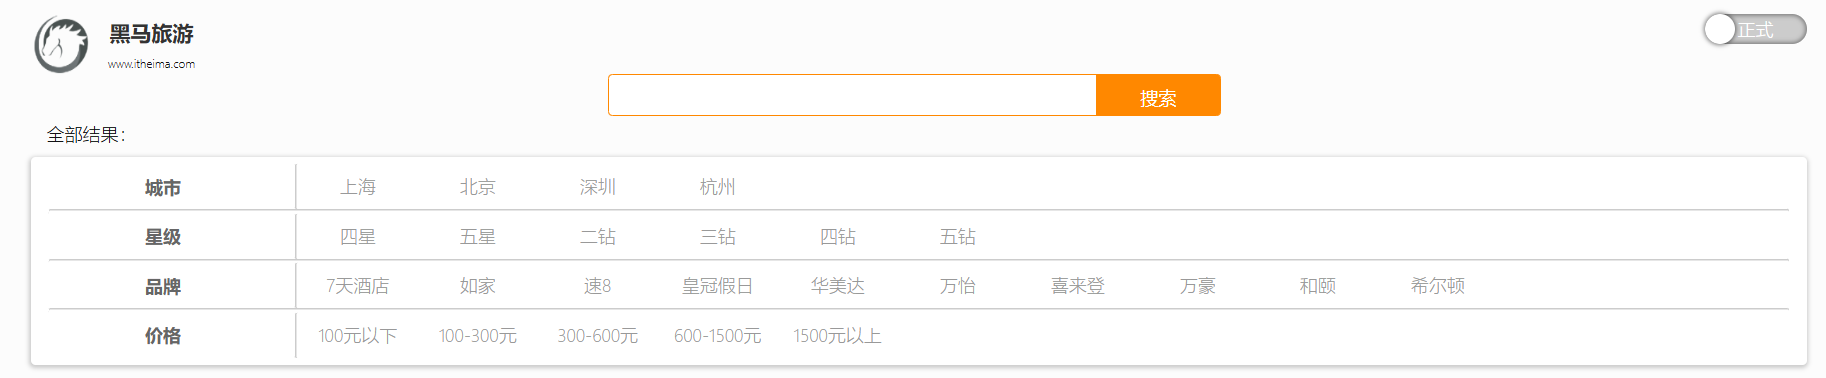 黑马旅游
www.itheima.com
正式
搜索
全部结果：
城市 上海 北京 深圳 杭州
星级 四星 五星 二钻 三钻 四钻 五钻
品牌 7天酒店 如家 速8 皇冠假日 华美达 万怡 喜来登 万豪 和颐 希尔顿
价格 100元以下 100-300元 300-600元 600-1500元 1500元以上